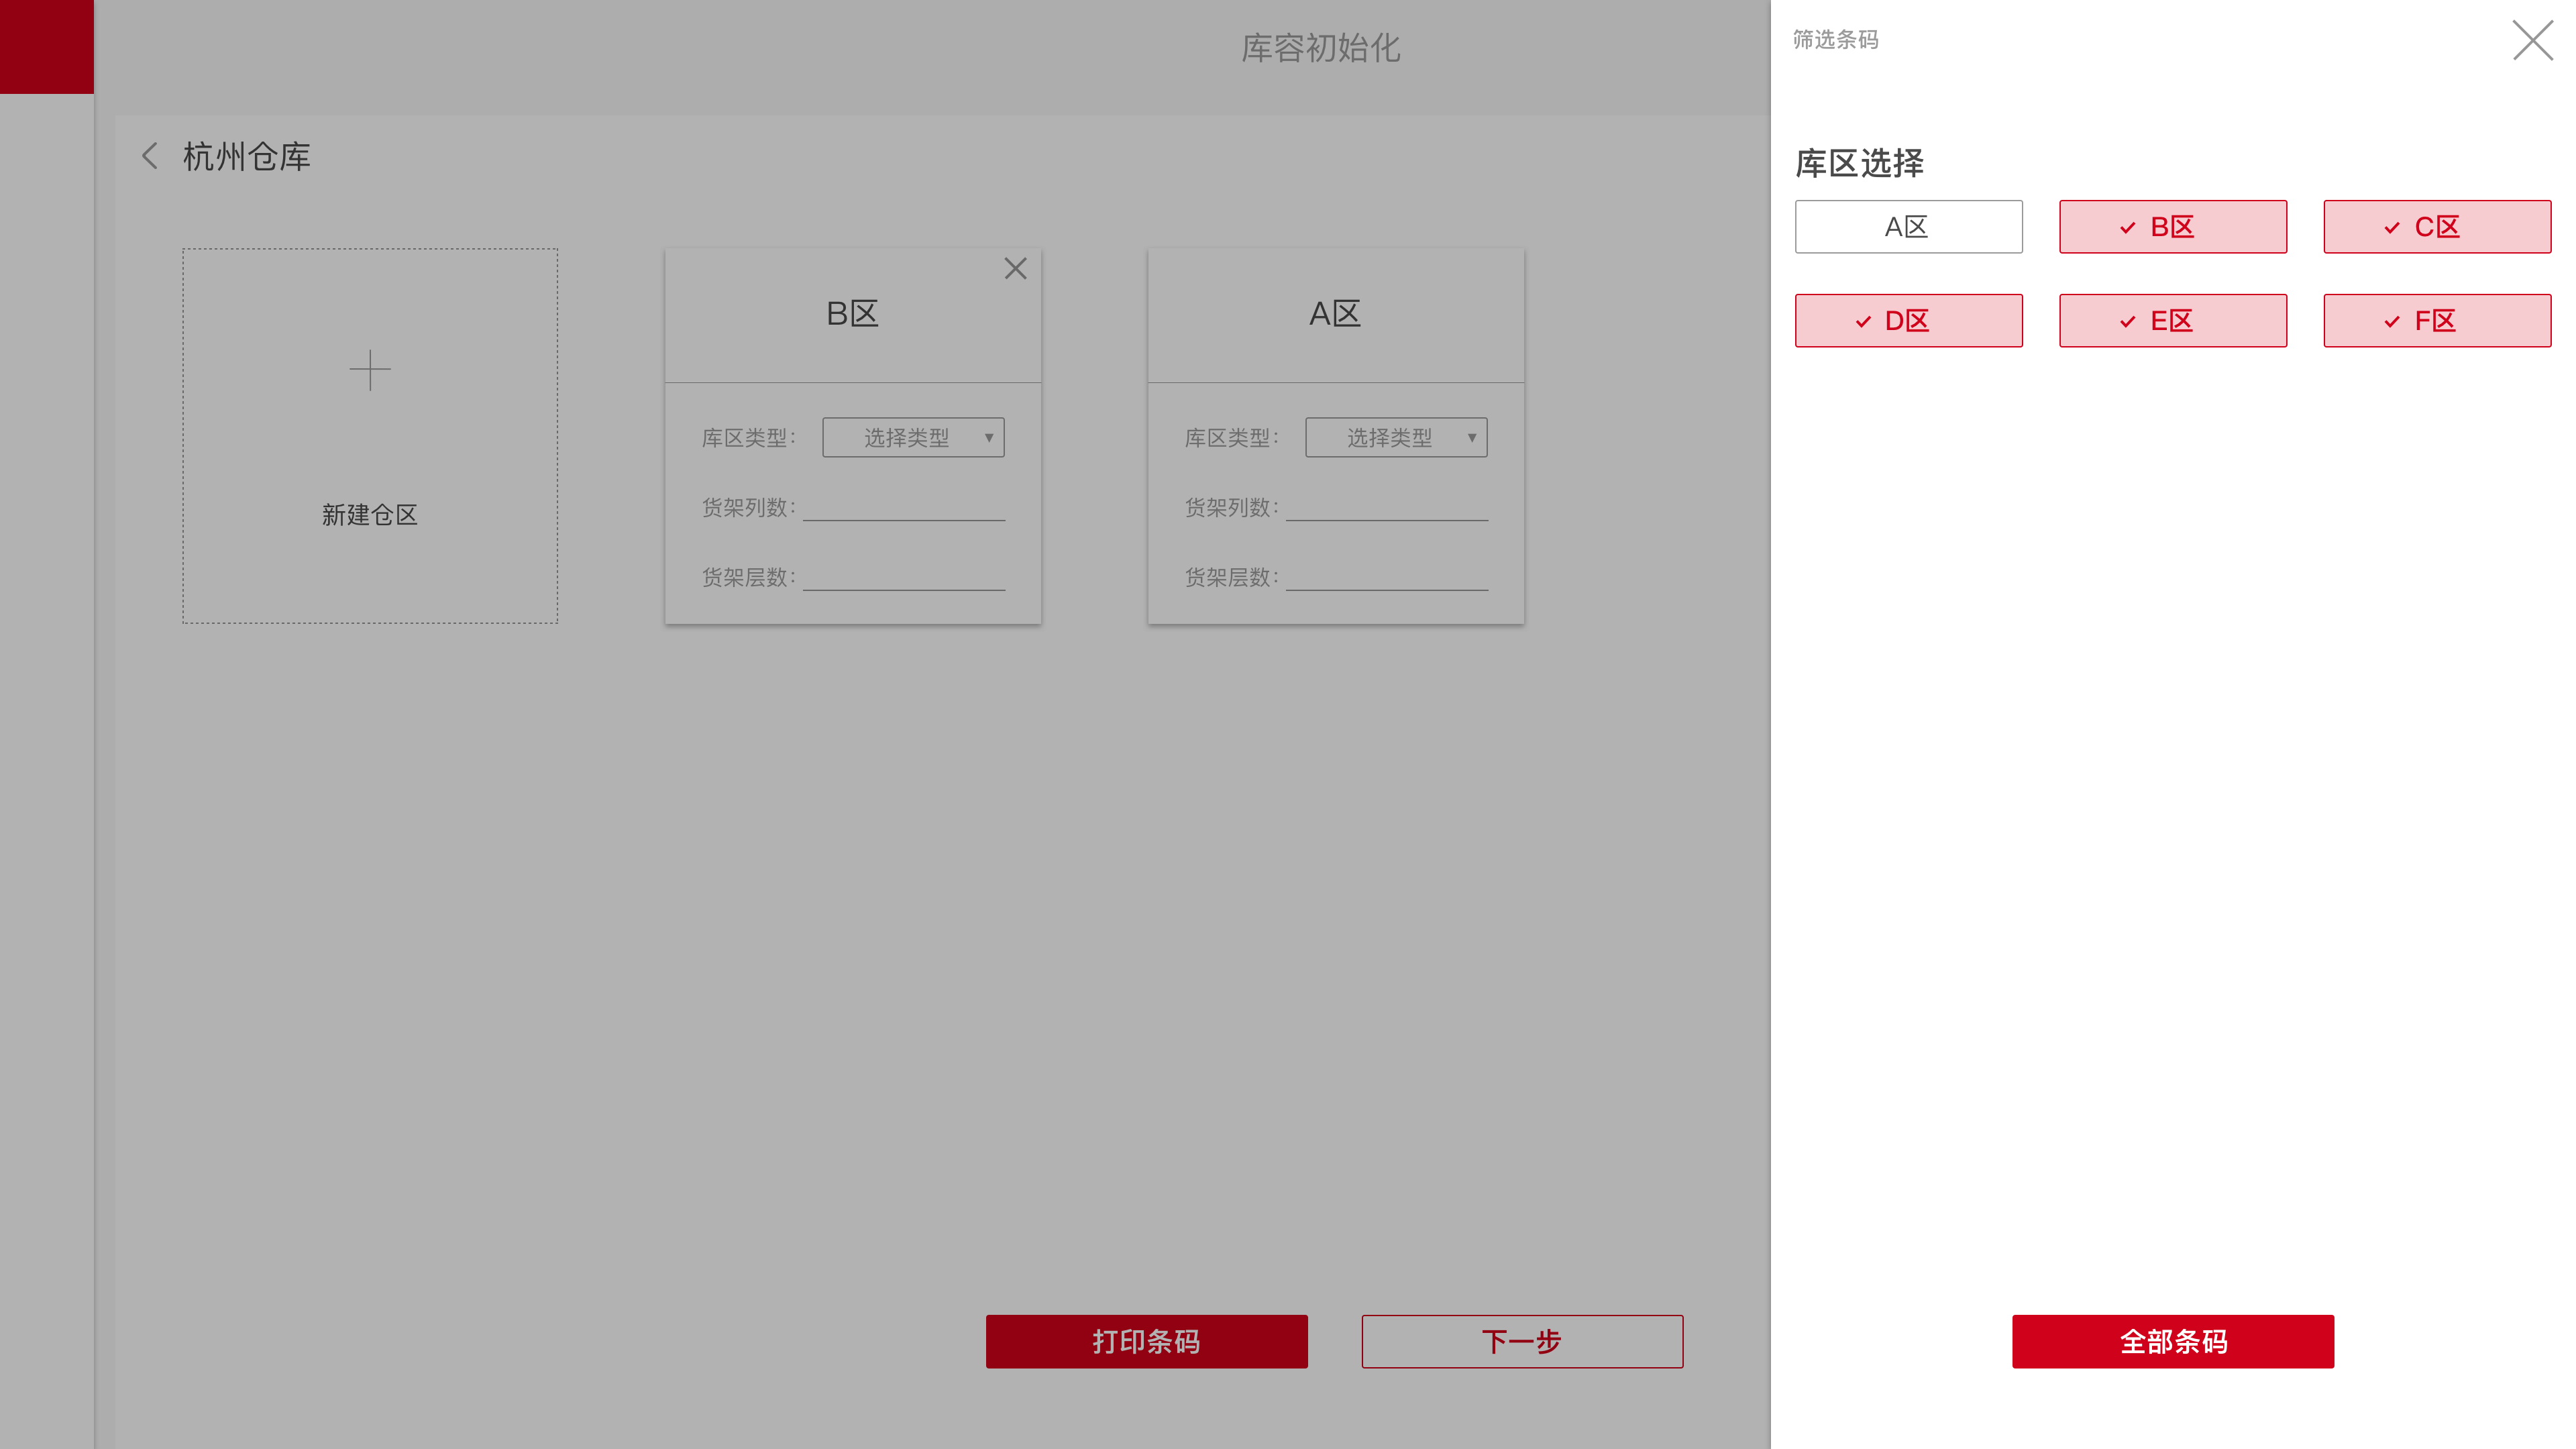 库容初始化
杭州仓库
新建仓区
B区
库区类型：
选择类型 ▼
货架列数：
货架层数：
A区
库区类型：
选择类型 ▼
货架列数：
货架层数：
打印条码
下一步
筛选条码
库区选择
A区
B区
C区
D区
E区
F区
全部条码